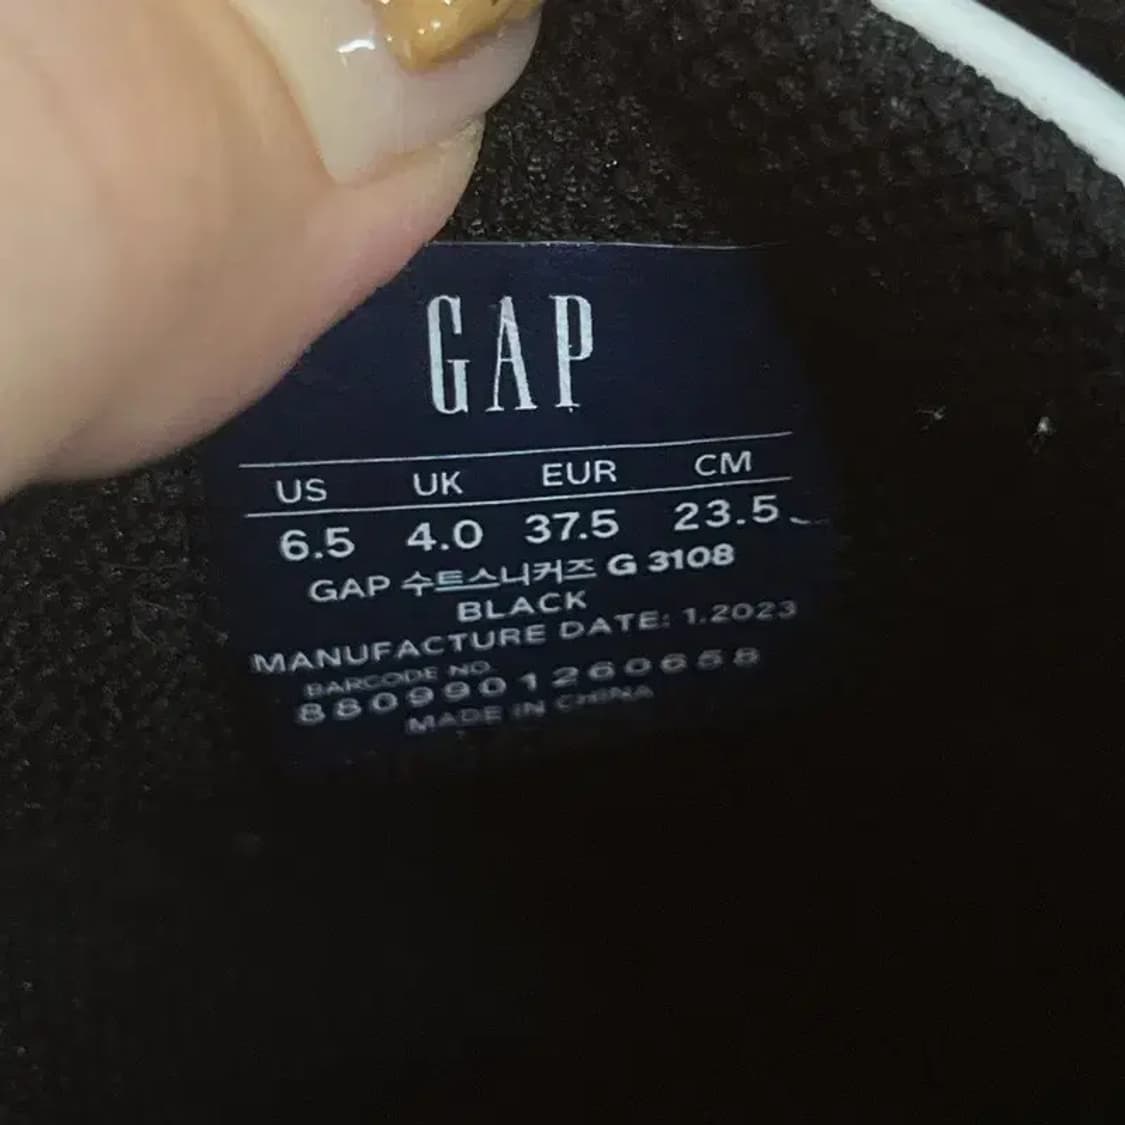 GAP
US UK EUR CM
6.5 4.0 37.5 23.5
GAP 수트스니커즈 G 3108
BLACK
MANUFACTURE DATE: 1.2023
BARCODE NO.
8809901260658
MADE IN CHINA